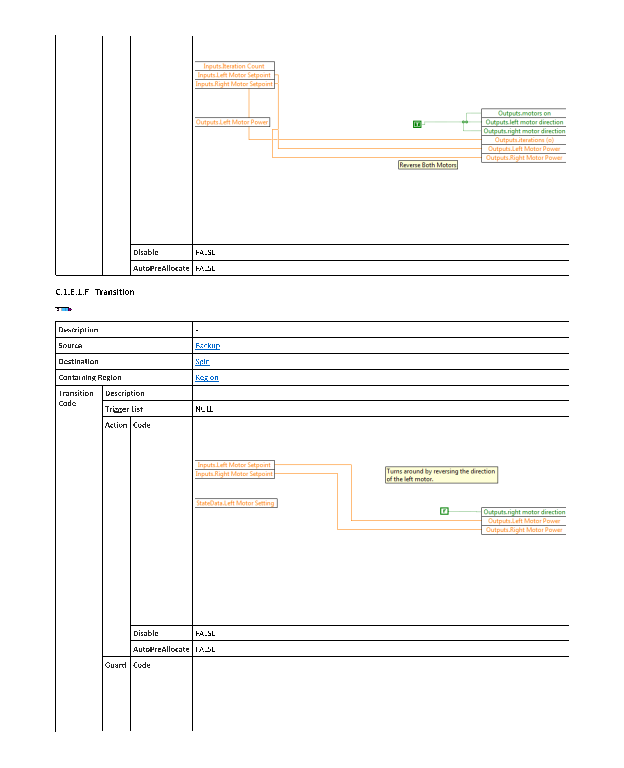 Inputs.Iteration Count
Inputs.Left Motor Setpoint
Inputs.Right Motor Setpoint
Outputs.motors on
Outputs.Left Motor Power
T
Outputs.left motor direction
Outputs.right motor direction
Outputs.iterations (o)
Outputs.Left Motor Power
Outputs.Right Motor Power
Reverse Both Motors
Disable FALSE
AutoPreAllocate FALSE
C.1.E.1.F Transition
Description -
Source Backup
Destination Spin
Containing Region Region
Transition Code Description
Trigger List NULL
Action Code
Inputs.Left Motor Setpoint
Inputs.Right Motor Setpoint
Turns around by reversing the direction
of the left motor.
StateData.Left Motor Setting
F
Outputs.right motor direction
Outputs.Left Motor Power
Outputs.Right Motor Power
Disable FALSE
AutoPreAllocate FALSE
Guard Code